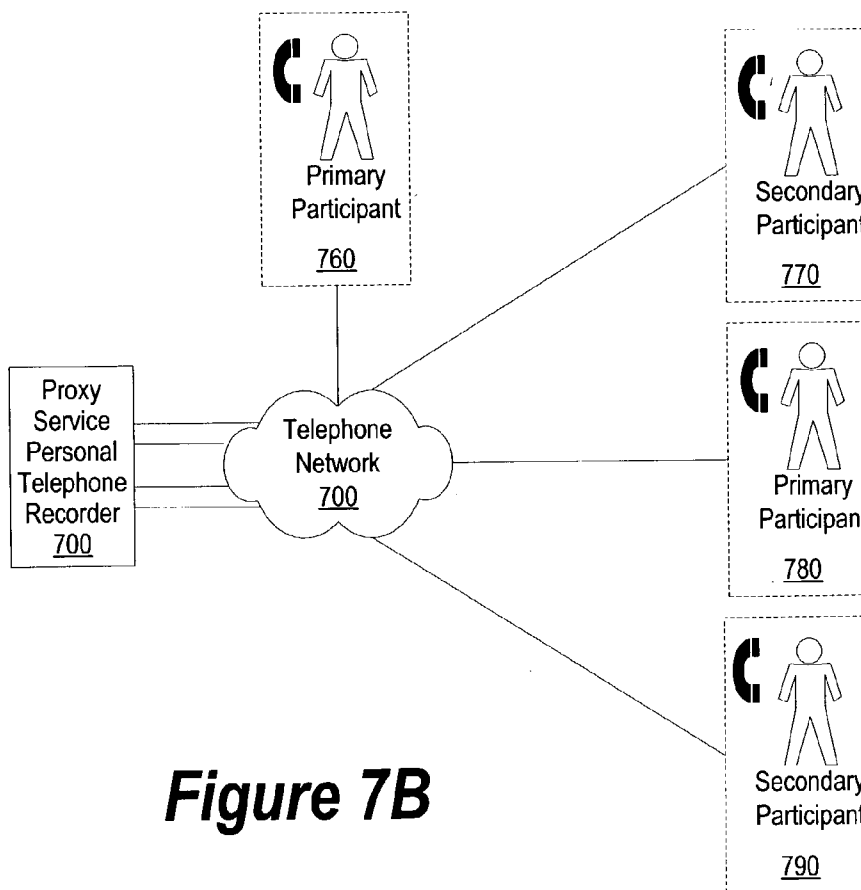 Primary
Participant
760
Secondary
Participant
770
Proxy
Service
Personal
Telephone
Recorder
700
Telephone
Network
700
Primary
Participant
780
Secondary
Participant
790
Figure 7B